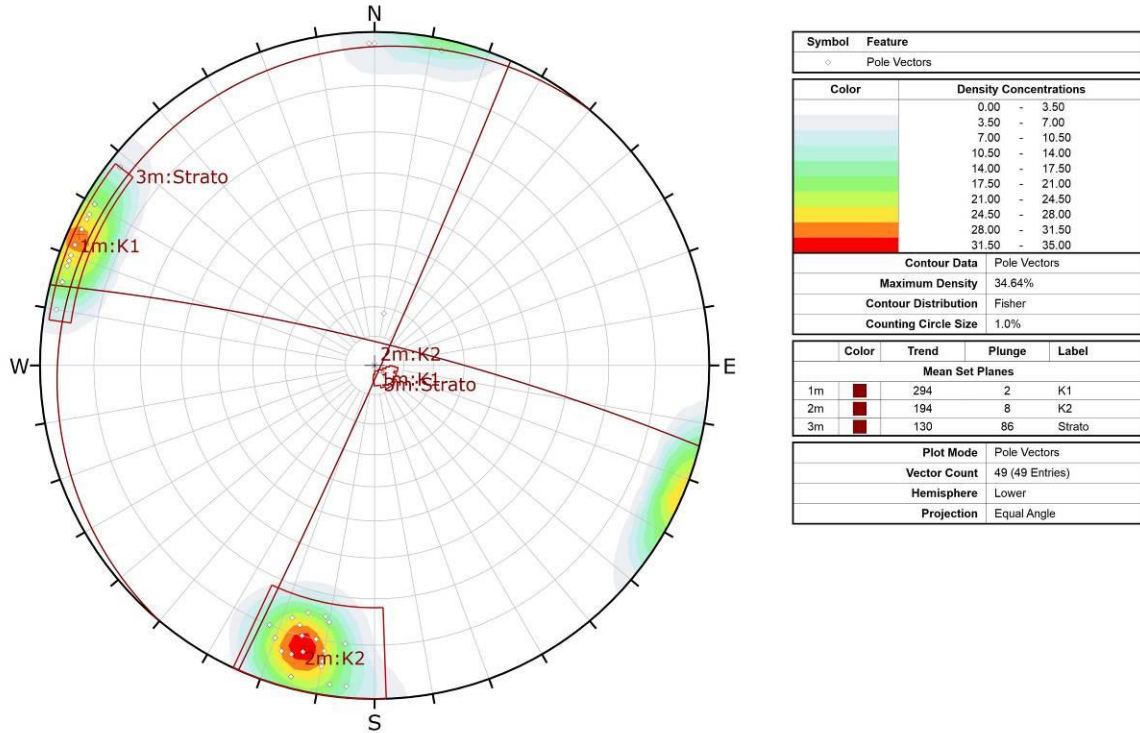 N
3m:Strato
1m:K1
W
E
2m:K2
1m:K1
3m:Strato
2m:K2
S
Symbol Feature
Pole Vectors
Color Density Concentrations
0.00 - 3.50
3.50 - 7.00
7.00 - 10.50
10.50 - 14.00
14.00 - 17.50
17.50 - 21.00
21.00 - 24.50
24.50 - 28.00
28.00 - 31.50
31.50 - 35.00
Contour Data Pole Vectors
Maximum Density 34.64%
Contour Distribution Fisher
Counting Circle Size 1.0%
Color Trend Plunge Label
Mean Set Planes
1m 294 2 K1
2m 194 8 K2
3m 130 86 Strato
Plot Mode Pole Vectors
Vector Count 49 (49 Entries)
Hemisphere Lower
Projection Equal Angle